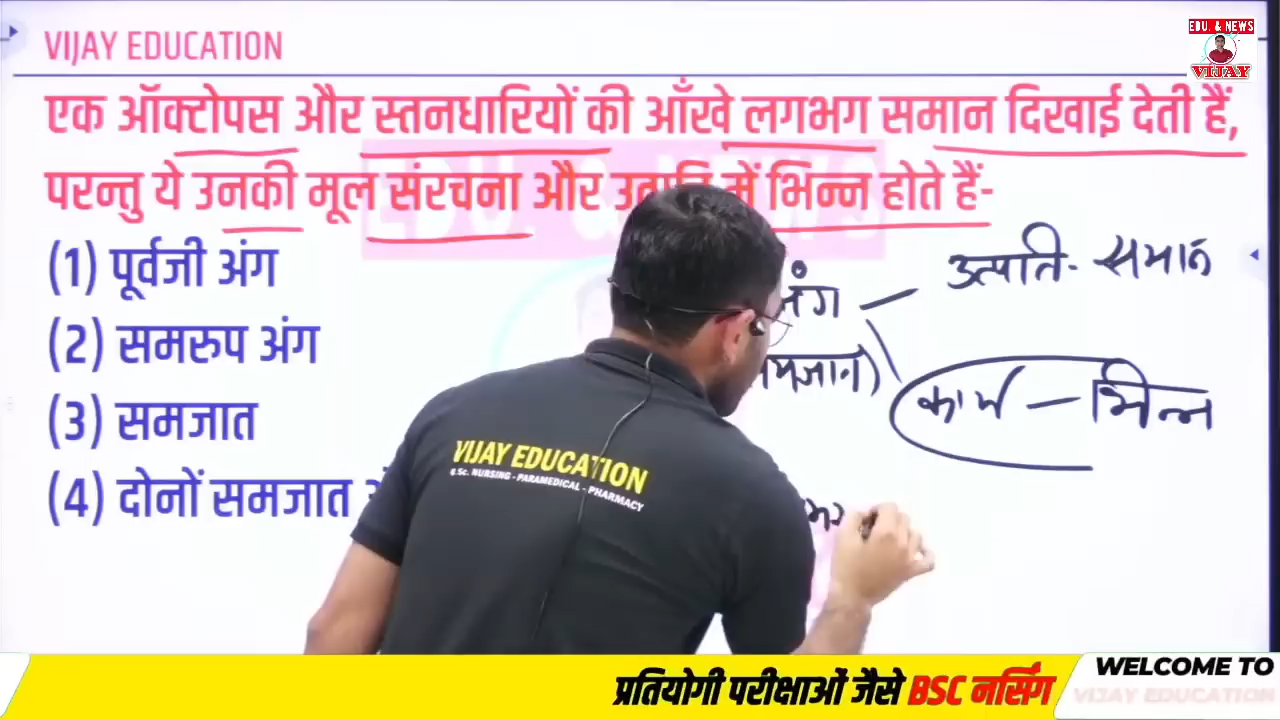 VIJAY EDUCATION
EDU. & NEWS
VIJAY
एक ऑक्टोपस और स्तनधारियों की आँखे लगभग समान दिखाई देती हैं,
परन्तु ये उनकी मूल संरचना और में भिन्न होते हैं-
(1) पूर्वजी अंग
(2) समरुप अंग
(3) समजात
(4) दोनों समजात
उत्पति - समान
कार्य - भिन्न
VIJAY EDUCATION
B.Sc. NURSING - PARAMEDICAL - PHARMACY
प्रतियोगी परीक्षाओं जैसे BSC नर्सिंग
WELCOME TO
VIJAY EDUCATION